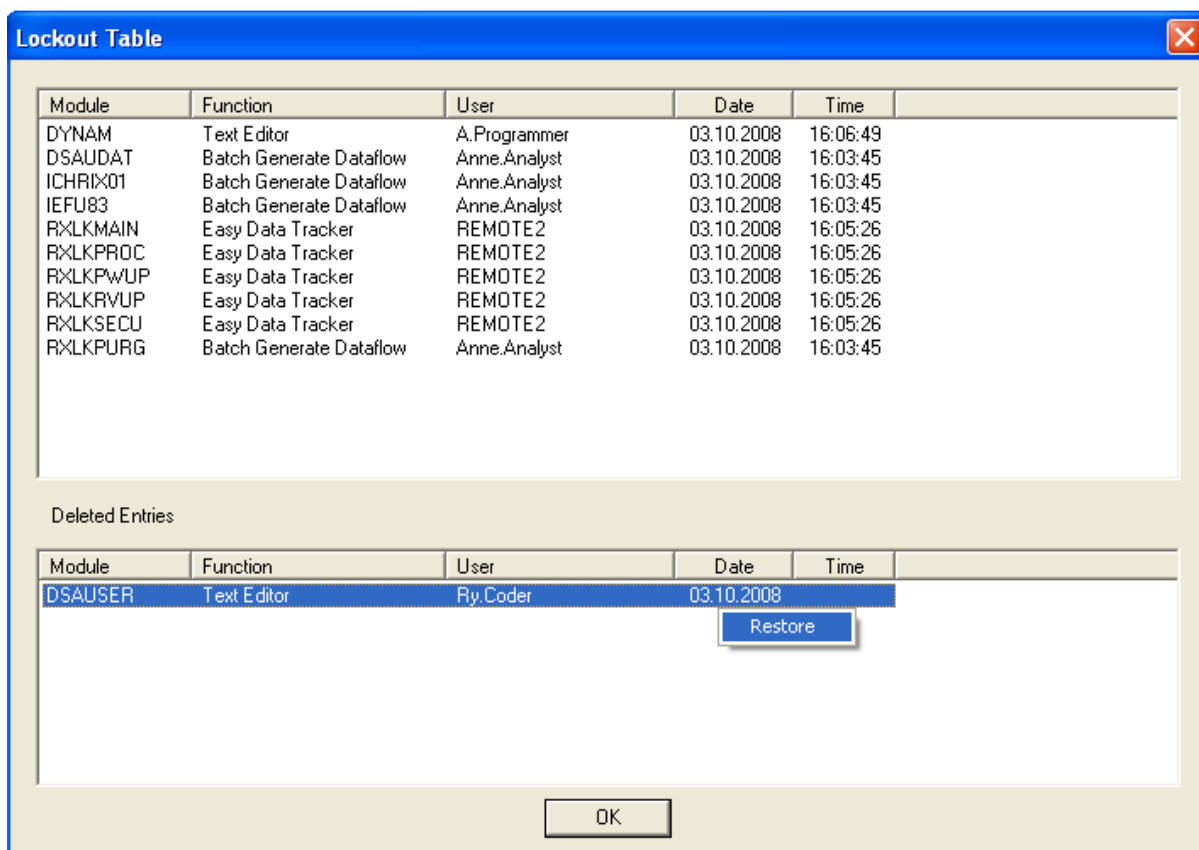 Lockout Table
Module Function User Date Time
DYNAM Text Editor A.Programmer 03.10.2008 16:06:49
DSAUDAT Batch Generate Dataflow Anne.Analyst 03.10.2008 16:03:45
ICHRIX01 Batch Generate Dataflow Anne.Analyst 03.10.2008 16:03:45
IEFU83 Batch Generate Dataflow Anne.Analyst 03.10.2008 16:03:45
RXLKMAIN Easy Data Tracker REMOTE2 03.10.2008 16:05:26
RXLKPROC Easy Data Tracker REMOTE2 03.10.2008 16:05:26
RXLKPWUP Easy Data Tracker REMOTE2 03.10.2008 16:05:26
RXLKRVUP Easy Data Tracker REMOTE2 03.10.2008 16:05:26
RXLKSECU Easy Data Tracker REMOTE2 03.10.2008 16:05:26
RXLKPURG Batch Generate Dataflow Anne.Analyst 03.10.2008 16:03:45
Deleted Entries
Module Function User Date Time
DSAUSER Text Editor Ry.Coder 03.10.2008
Restore
OK